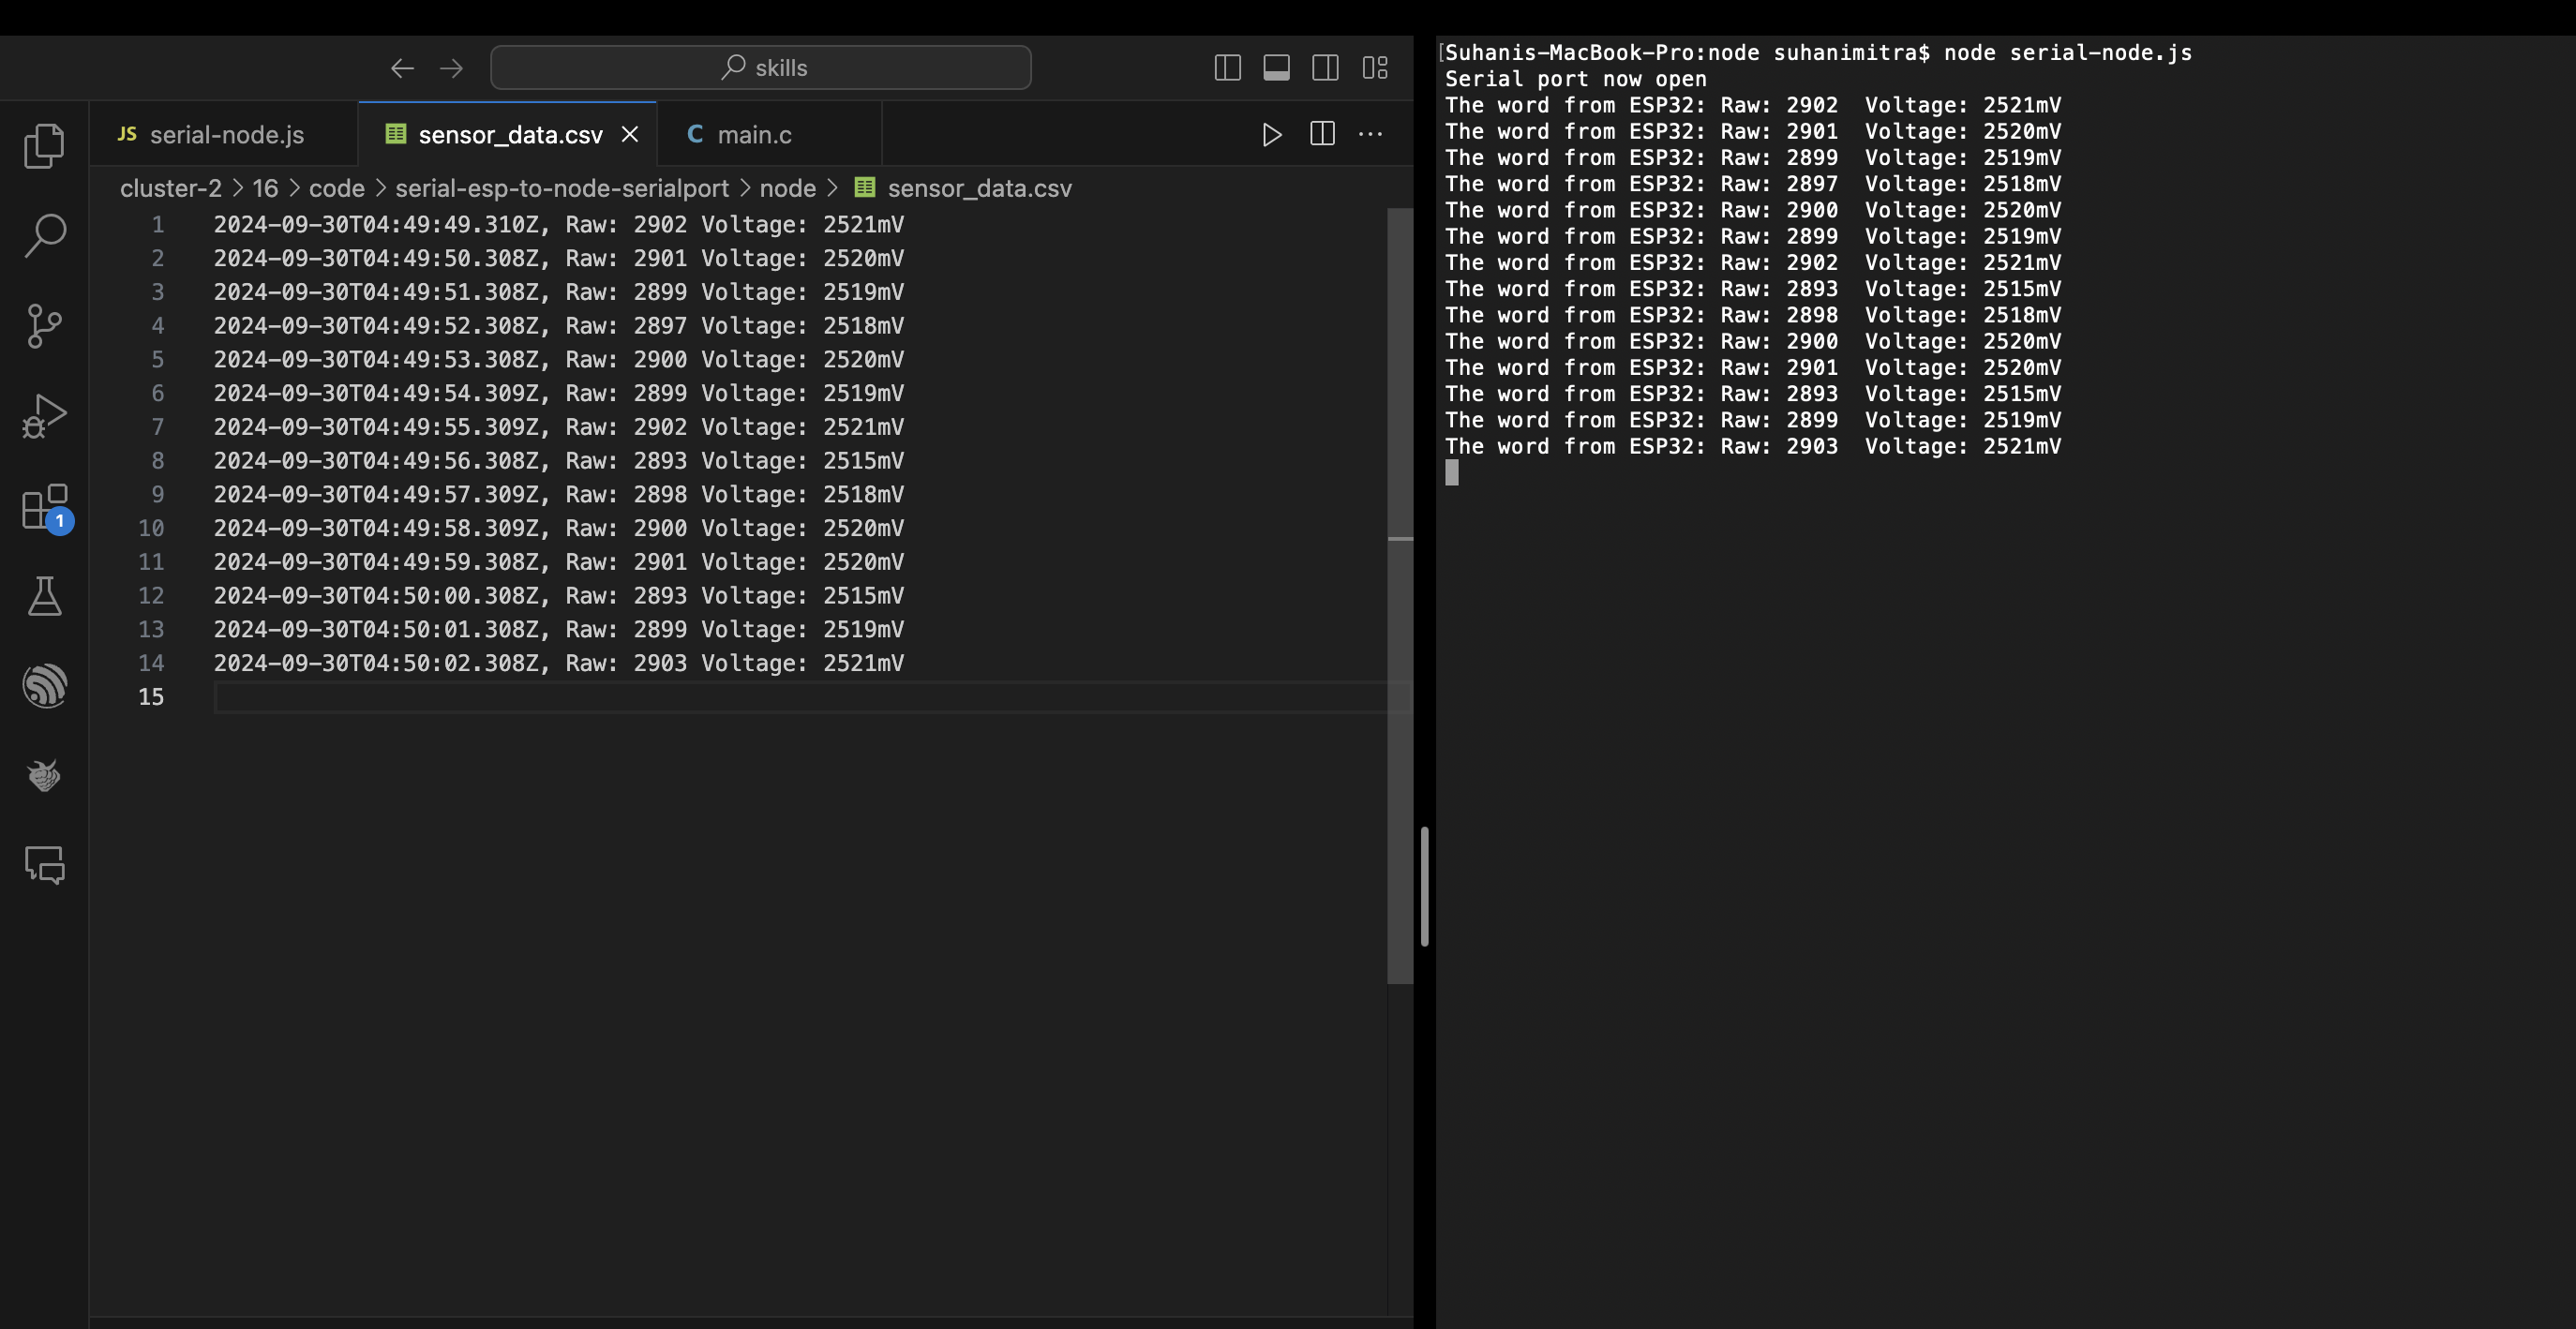 skills
JS serial-node.js
sensor_data.csv
C main.c
cluster-2 > 16 > code > serial-esp-to-node-serialport > node > sensor_data.csv
1 2024-09-30T04:49:49.310Z, Raw: 2902 Voltage: 2521mV
2 2024-09-30T04:49:50.308Z, Raw: 2901 Voltage: 2520mV
3 2024-09-30T04:49:51.308Z, Raw: 2899 Voltage: 2519mV
4 2024-09-30T04:49:52.308Z, Raw: 2897 Voltage: 2518mV
5 2024-09-30T04:49:53.308Z, Raw: 2900 Voltage: 2520mV
6 2024-09-30T04:49:54.309Z, Raw: 2899 Voltage: 2519mV
7 2024-09-30T04:49:55.309Z, Raw: 2902 Voltage: 2521mV
8 2024-09-30T04:49:56.308Z, Raw: 2893 Voltage: 2515mV
9 2024-09-30T04:49:57.309Z, Raw: 2898 Voltage: 2518mV
10 2024-09-30T04:49:58.309Z, Raw: 2900 Voltage: 2520mV
11 2024-09-30T04:49:59.308Z, Raw: 2901 Voltage: 2520mV
12 2024-09-30T04:50:00.308Z, Raw: 2893 Voltage: 2515mV
13 2024-09-30T04:50:01.308Z, Raw: 2899 Voltage: 2519mV
14 2024-09-30T04:50:02.308Z, Raw: 2903 Voltage: 2521mV
15
1
[Suhanis-MacBook-Pro:node suhanimitra$ node serial-node.js
Serial port now open
The word from ESP32: Raw: 2902  Voltage: 2521mV
The word from ESP32: Raw: 2901  Voltage: 2520mV
The word from ESP32: Raw: 2899  Voltage: 2519mV
The word from ESP32: Raw: 2897  Voltage: 2518mV
The word from ESP32: Raw: 2900  Voltage: 2520mV
The word from ESP32: Raw: 2899  Voltage: 2519mV
The word from ESP32: Raw: 2902  Voltage: 2521mV
The word from ESP32: Raw: 2893  Voltage: 2515mV
The word from ESP32: Raw: 2898  Voltage: 2518mV
The word from ESP32: Raw: 2900  Voltage: 2520mV
The word from ESP32: Raw: 2901  Voltage: 2520mV
The word from ESP32: Raw: 2893  Voltage: 2515mV
The word from ESP32: Raw: 2899  Voltage: 2519mV
The word from ESP32: Raw: 2903  Voltage: 2521mV